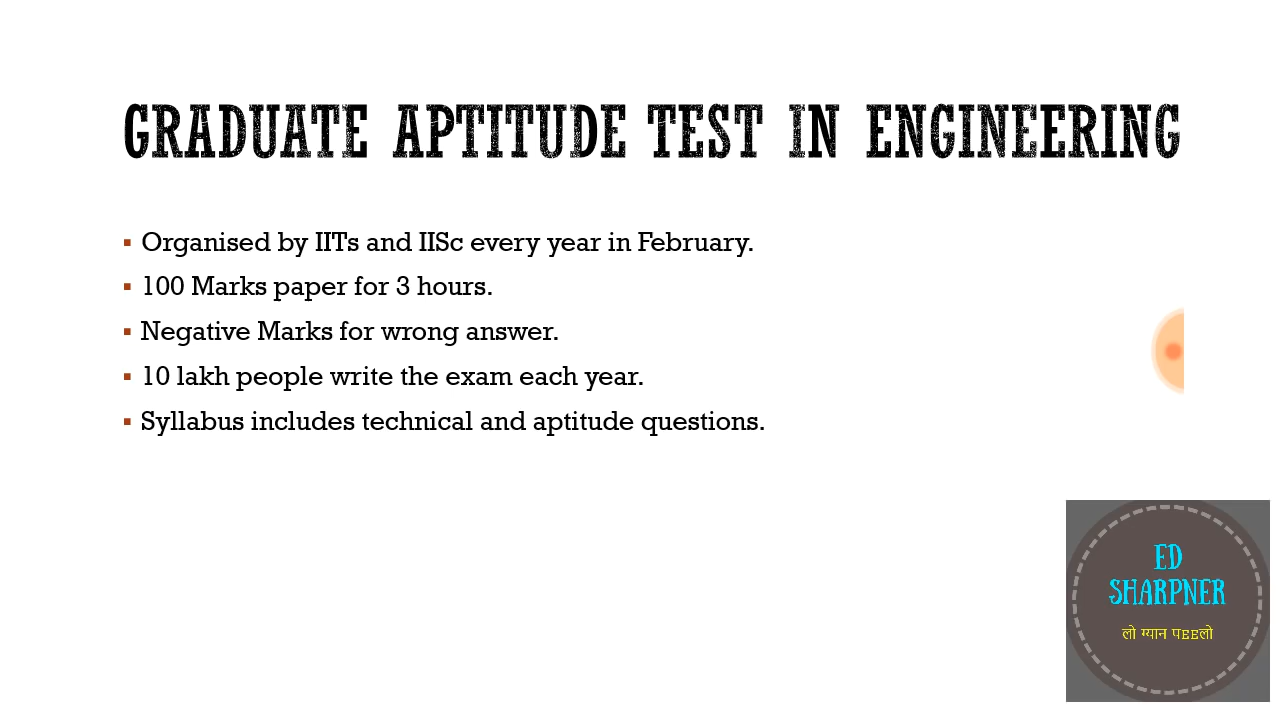 GRADUATE APTITUDE TEST IN ENGINEERING
Organised by IITs and IISc every year in February.
100 Marks paper for 3 hours.
Negative Marks for wrong answer.
10 lakh people write the exam each year.
Syllabus includes technical and aptitude questions.
ED
SHARPNER
लो ग्यान पEEलो